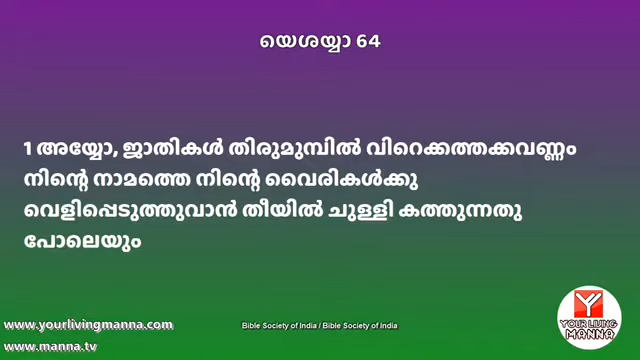 യെശയ്യാ 64
1 അയ്യോ, ജാതികൾ തിരുമുമ്പിൽ വിറെക്കത്തക്കവണ്ണം
നിന്റെ നാമത്തെ നിന്റെ വൈരികൾക്കു
വെളിപ്പെടുത്തുവാൻ തീയിൽ ചുള്ളി കത്തുന്നതു
പോലെയും
www.yourlivingmanna.com
www.manna.tv
Bible Society of India / Bible Society of India
YOUR LIVING
MANNA